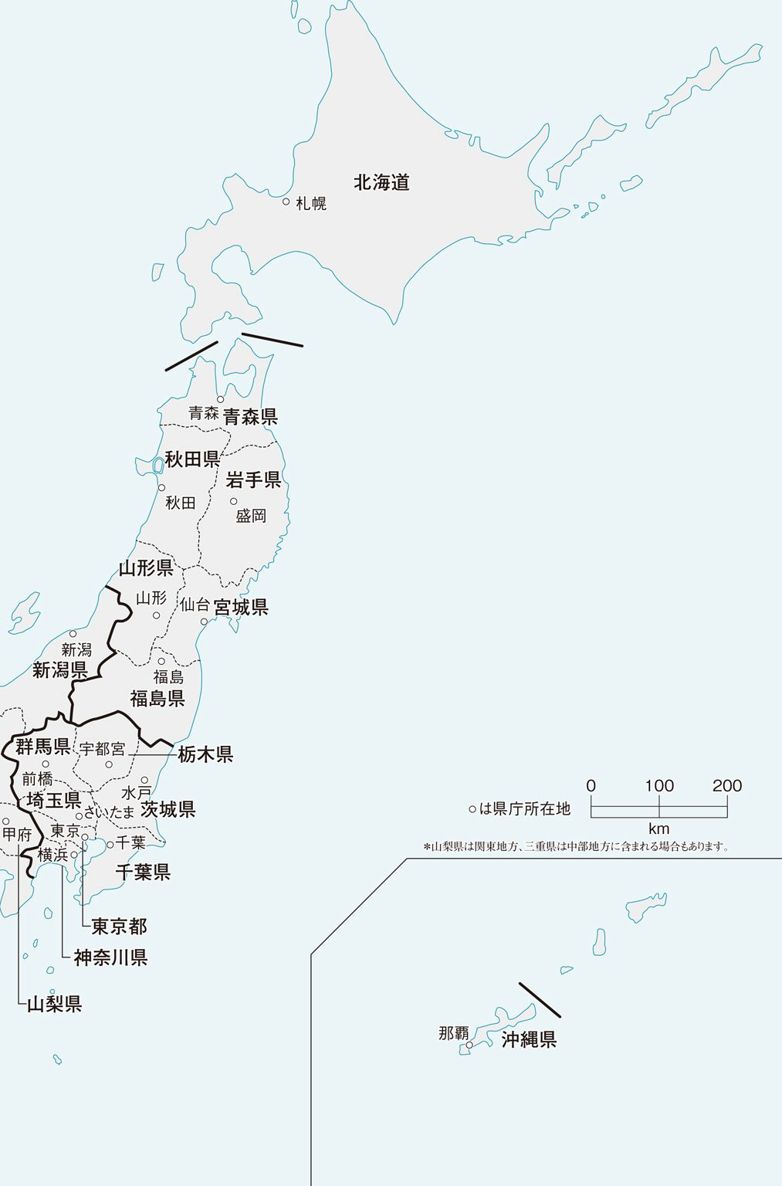 北海道
札幌
青森
青森県
秋田県
岩手県
秋田
盛岡
山形県
山形
仙台
宮城県
新潟
新潟県
福島
福島県
群馬県
宇都宮
栃木県
前橋
水戸
埼玉県
さいたま
茨城県
甲府
東京
千葉
横浜
千葉県
東京都
神奈川県
山梨県
○は県庁所在地
0 100 200
km
*山梨県は関東地方、三重県は中部地方に含まれる場合もあります。
那覇
沖縄県